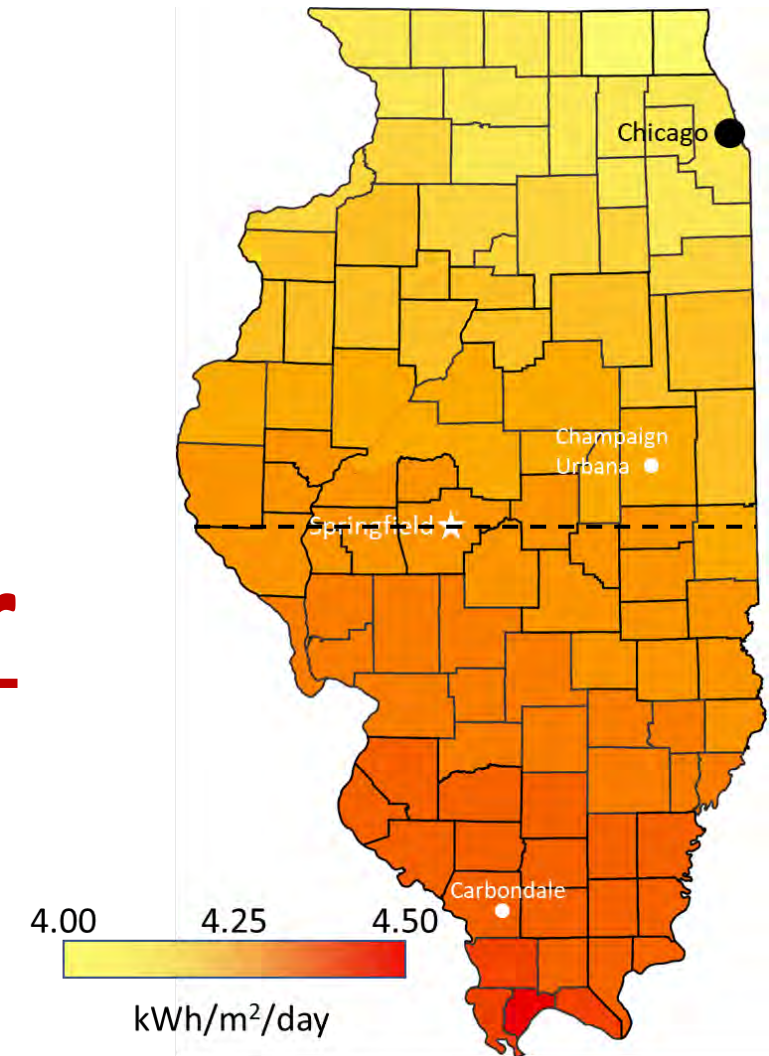 Chicago
Champaign
Urbana
Springfield
r
Carbondale
4.00 4.25 4.50
kWh/m²/day